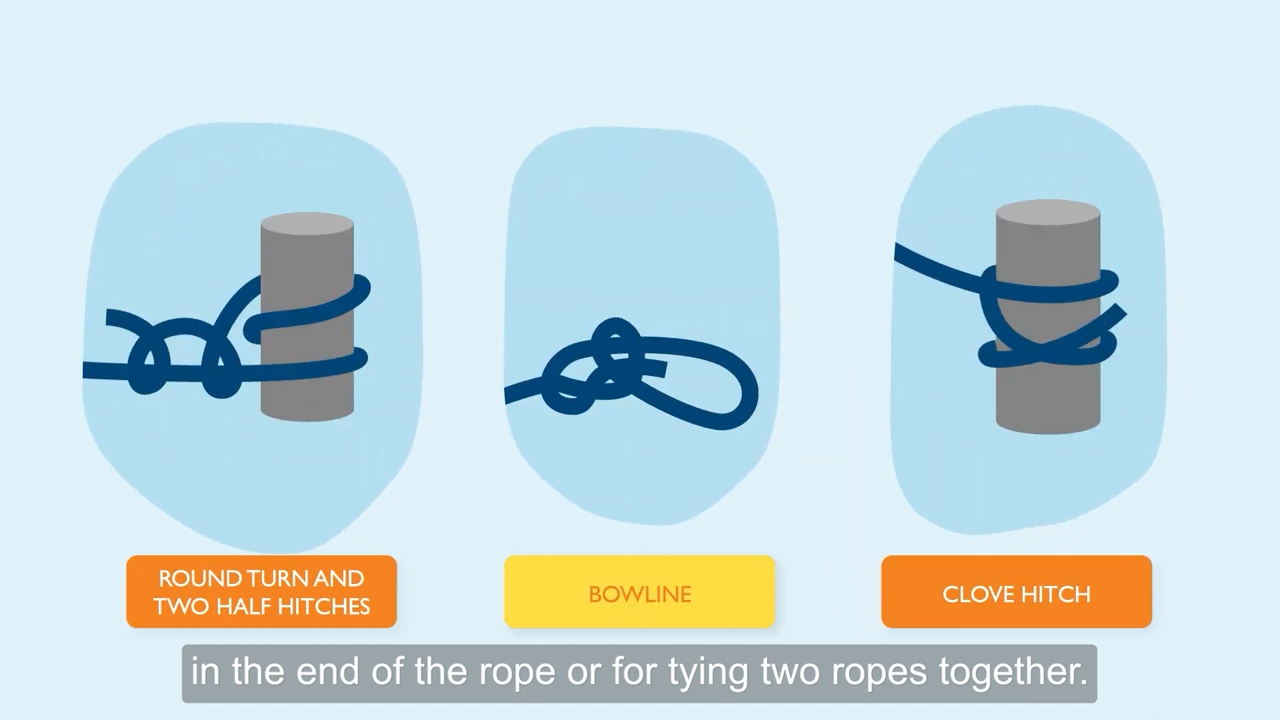 ROUND TURN AND
TWO HALF HITCHES
BOWLINE
CLOVE HITCH
in the end of the rope or for tying two ropes together.